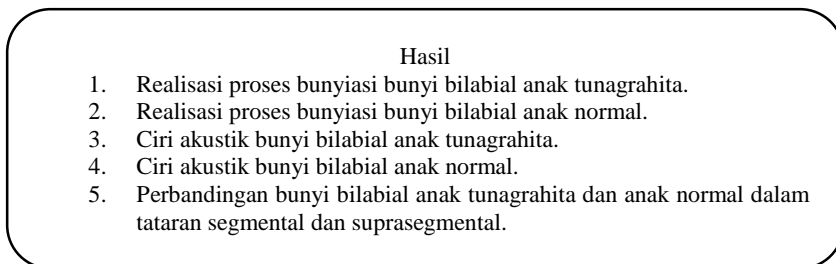 Hasil
1. Realisasi proses bunyiasi bunyi bilabial anak tunagrahita.
2. Realisasi proses bunyiasi bunyi bilabial anak normal.
3. Ciri akustik bunyi bilabial anak tunagrahita.
4. Ciri akustik bunyi bilabial anak normal.
5. Perbandingan bunyi bilabial anak tunagrahita dan anak normal dalam
tataran segmental dan suprasegmental.